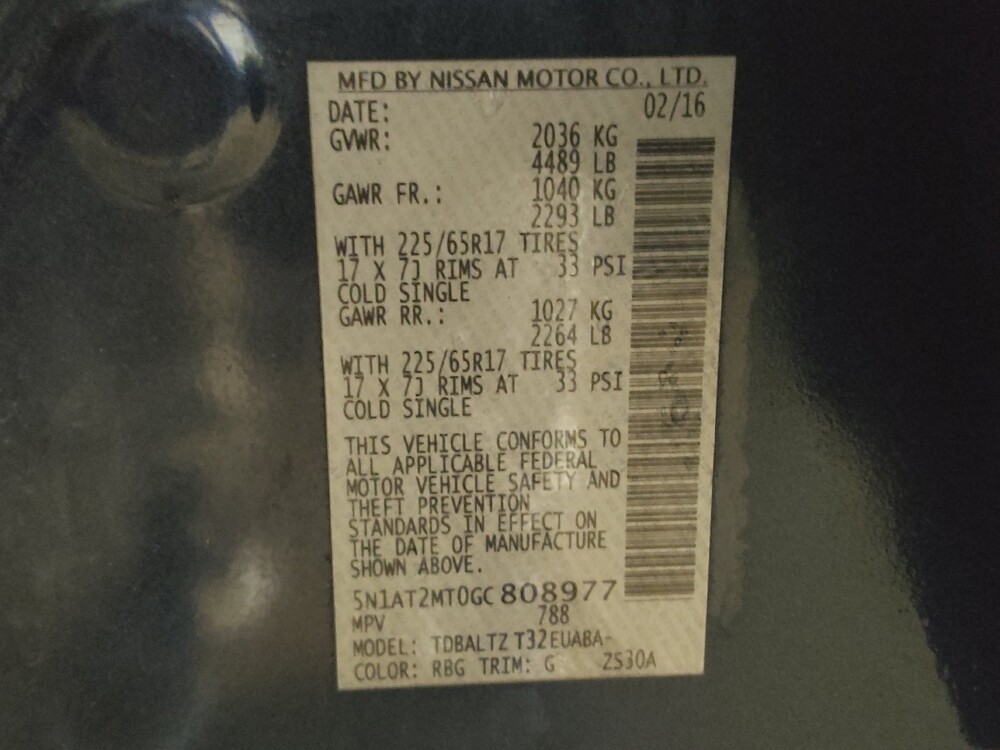 MFD BY NISSAN MOTOR CO., LTD.
DATE: 02/16
GVWR: 2036 KG
4489 LB
GAWR FR.: 1040 KG
2293 LB
WITH 225/65R17 TIRES
17 X 7J RIMS AT 33 PSI
COLD SINGLE
GAWR RR.: 1027 KG
2264 LB
WITH 225/65R17 TIRES
17 X 7J RIMS AT 33 PSI
COLD SINGLE
THIS VEHICLE CONFORMS TO
ALL APPLICABLE FEDERAL
MOTOR VEHICLE SAFETY AND
THEFT PREVENTION
STANDARDS IN EFFECT ON
THE DATE OF MANUFACTURE
SHOWN ABOVE.
5N1AT2MT0GC808977
MPV 788
MODEL: TDBALTZ T32EUABA-
COLOR: RBG TRIM: G ZS30A